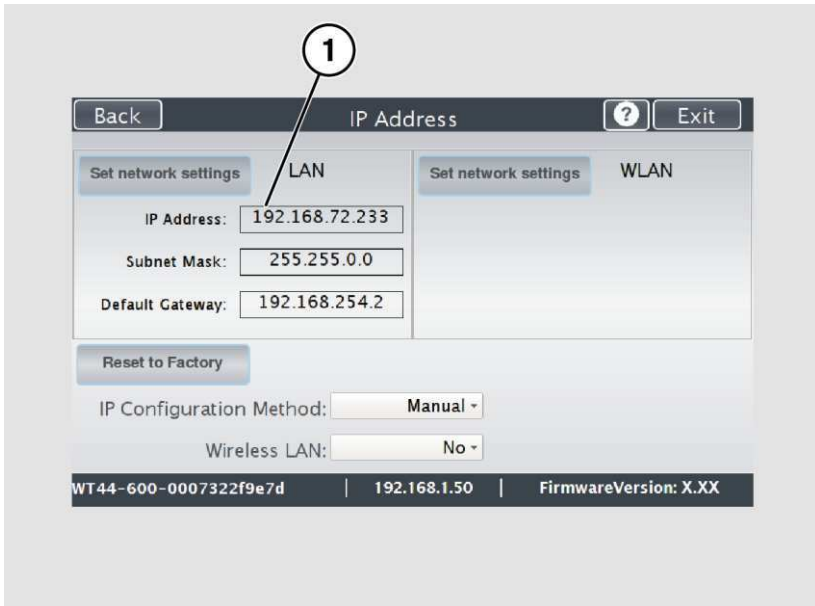 1
Back IP Address ? Exit
Set network settings LAN Set network settings WLAN
IP Address: 192.168.72.233
Subnet Mask: 255.255.0.0
Default Gateway: 192.168.254.2
Reset to Factory
IP Configuration Method: Manual
Wireless LAN: No
WT44-600-0007322f9e7d | 192.168.1.50 | FirmwareVersion: X.XX